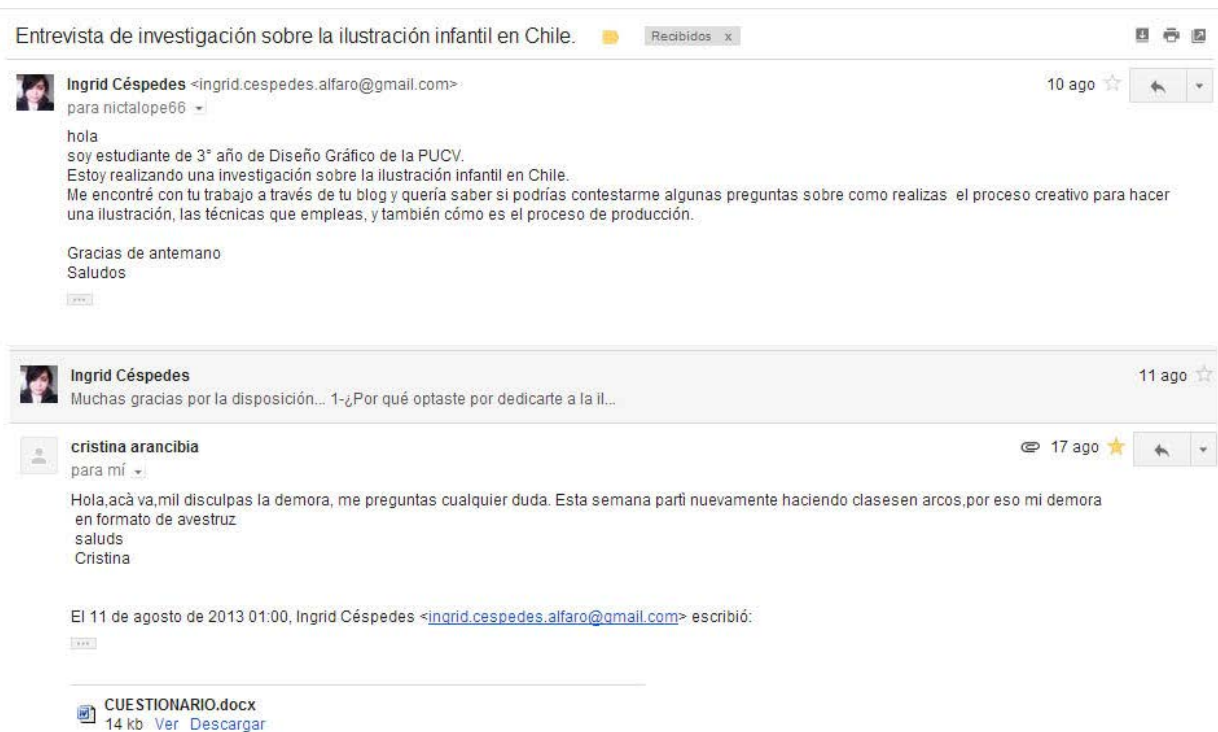 Entrevista de investigación sobre la ilustración infantil en Chile. Recibidos x
Ingrid Céspedes <ingrid.cespedes.alfaro@gmail.com> 10 ago
para nictalope66
hola
soy estudiante de 3° año de Diseño Gráfico de la PUCV.
Estoy realizando una investigación sobre la ilustración infantil en Chile.
Me encontré con tu trabajo a través de tu blog y quería saber si podrías contestarme algunas preguntas sobre como realizas el proceso creativo para hacer
una ilustración, las técnicas que empleas, y también cómo es el proceso de producción.
Gracias de antemano
Saludos
Ingrid Céspedes 11 ago
Muchas gracias por la disposición... 1-¿Por qué optaste por dedicarte a la il...
cristina arancibia 17 ago
para mí
Hola,acà va,mil disculpas la demora, me preguntas cualquier duda. Esta semana partì nuevamente haciendo clasesen arcos,por eso mi demora
en formato de avestruz
saluds
Cristina
El 11 de agosto de 2013 01:00, Ingrid Céspedes <ingrid.cespedes.alfaro@gmail.com> escribió:
CUESTIONARIO.docx
14 kb Ver Descargar